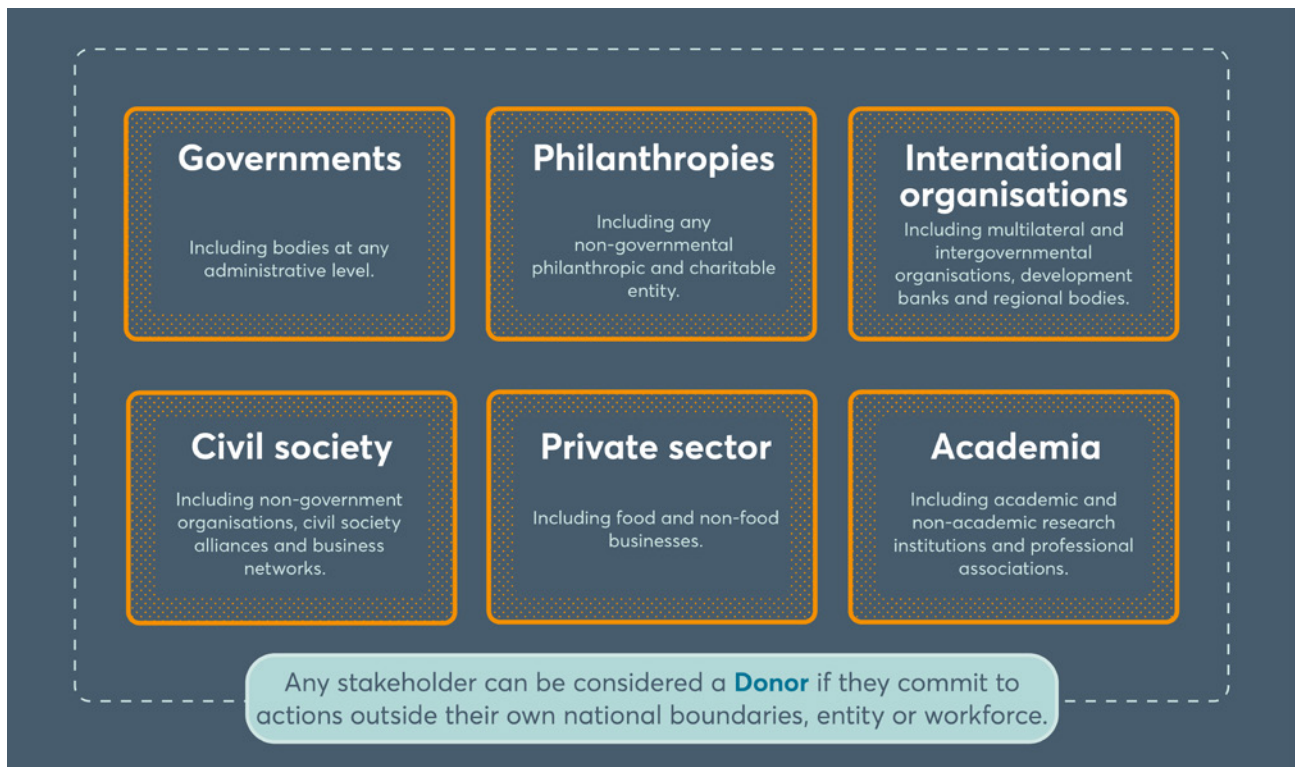 Governments
Including bodies at any
administrative level.
Philanthropies
Including any
non-governmental
philanthropic and charitable
entity.
International
organisations
Including multilateral and
intergovernmental
organisations, development
banks and regional bodies.
Civil society
Including non-government
organisations, civil society
alliances and business
networks.
Private sector
Including food and non-food
businesses.
Academia
Including academic and
non-academic research
institutions and professional
associations.
Any stakeholder can be considered a Donor if they commit to
actions outside their own national boundaries, entity or workforce.